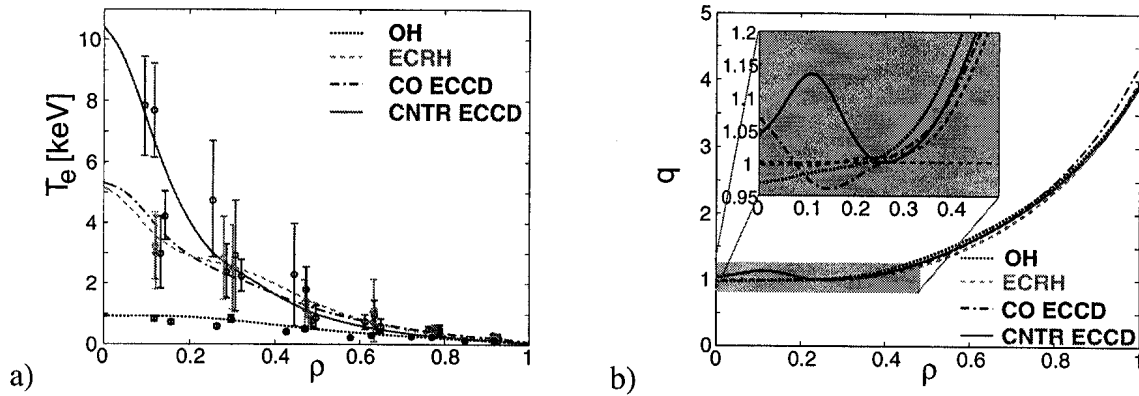 10
8
6
4
2
0
T_e [keV]
0
0.2
0.4
0.6
0.8
1
ρ
OH
ECRH
CO ECCD
CNTR ECCD
a)
5
4
3
2
1
0
q
0
0.2
0.4
0.6
0.8
1
ρ
1.2
1.15
1.1
1.05
1
0.95
0
0.1
0.2
0.3
0.4
OH
ECRH
CO ECCD
CNTR ECCD
b)